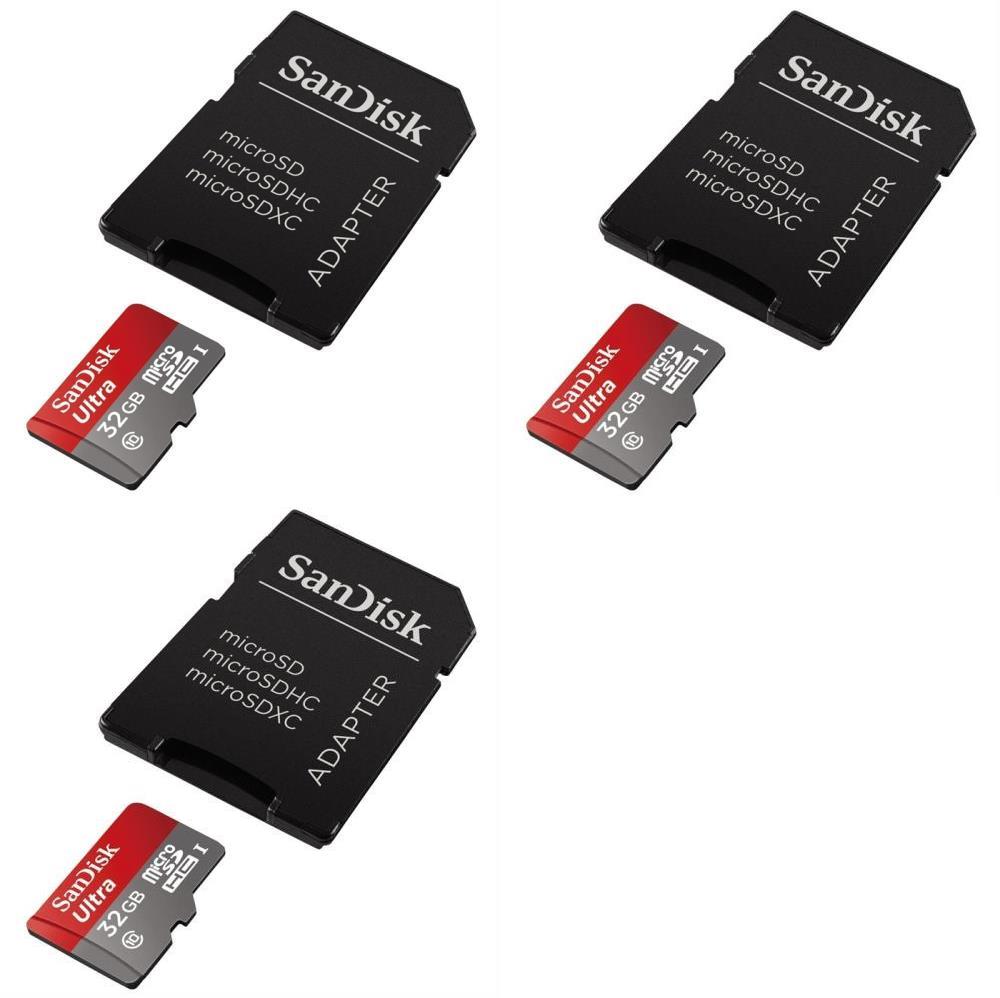 SanDisk
microSD
microSDHC
microSDXC
ADAPTER
SanDisk
Ultra
32GB
10
micro
SD
HC I
SanDisk
microSD
microSDHC
microSDXC
ADAPTER
SanDisk
Ultra
32GB
10
micro
SD
HC I
SanDisk
microSD
microSDHC
microSDXC
ADAPTER
SanDisk
Ultra
32GB
10
micro
SD
HC I